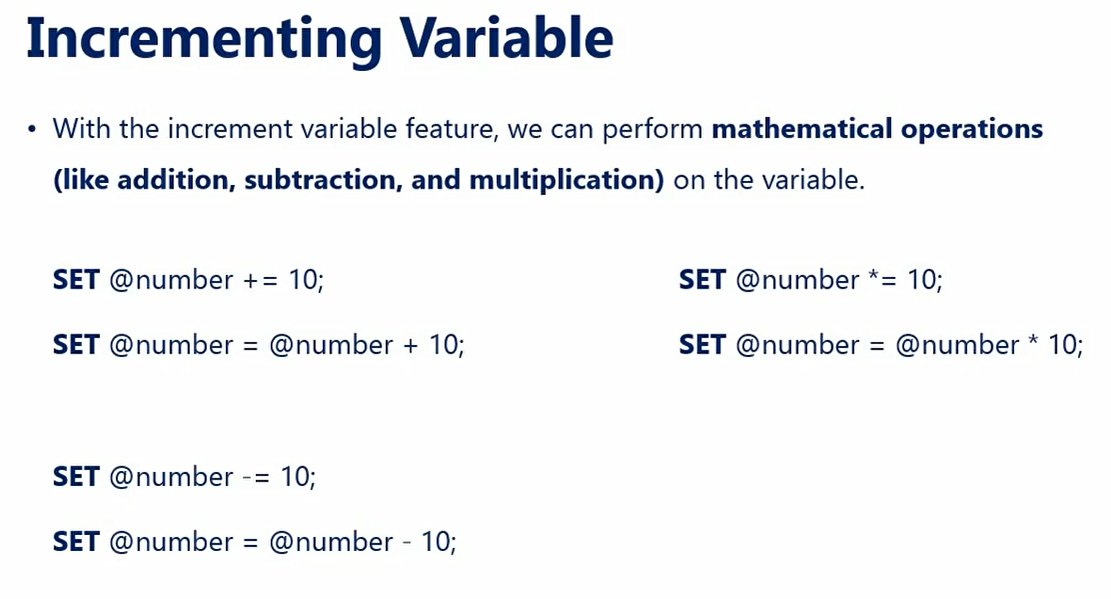 Incrementing Variable
• With the increment variable feature, we can perform mathematical operations
(like addition, subtraction, and multiplication) on the variable.
SET @number += 10;
SET @number = @number + 10;
SET @number *= 10;
SET @number = @number * 10;
SET @number -= 10;
SET @number = @number - 10;